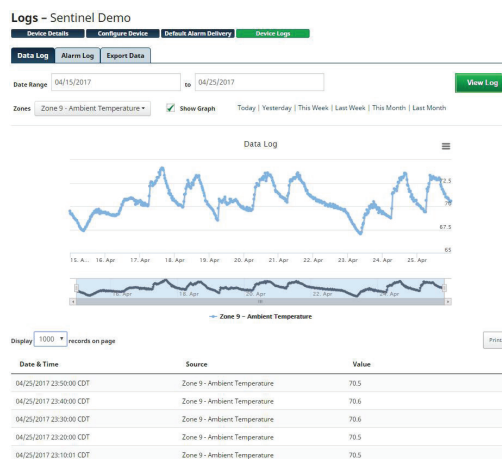 Logs – Sentinel Demo
Device Details Configure Device Default Alarm Delivery Device Logs
Data Log Alarm Log Export Data
Date Range 04/15/2017 to 04/25/2017 View Log
Zones Zone 9 - Ambient Temperature Show Graph Today | Yesterday | This Week | Last Week | This Month | Last Month
Data Log
72.5
70
67.5
65
15. A... 16. Apr 17. Apr 18. Apr 19. Apr 20. Apr 21. Apr 22. Apr 23. Apr 24. Apr 25. Apr
16. Apr 18. Apr 20. Apr 22. Apr 24. Apr
Zone 9 – Ambient Temperature
Display 1000 records on page Print
Date & Time Source Value
04/25/2017 23:50:00 CDT Zone 9 - Ambient Temperature 70.5
04/25/2017 23:40:00 CDT Zone 9 - Ambient Temperature 70.6
04/25/2017 23:30:00 CDT Zone 9 - Ambient Temperature 70.6
04/25/2017 23:20:00 CDT Zone 9 - Ambient Temperature 70.5
04/25/2017 23:10:01 CDT Zone 9 - Ambient Temperature 70.5